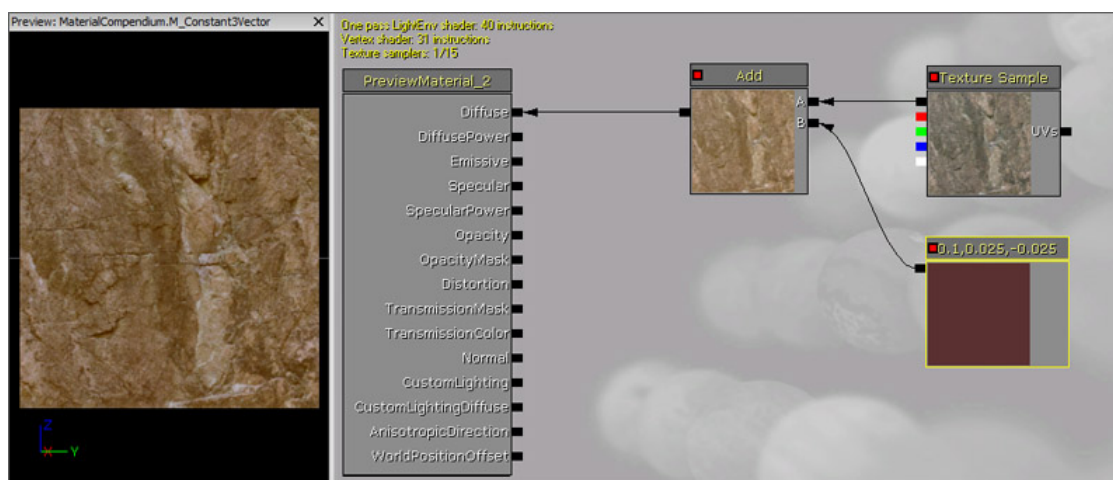 Preview: MaterialCompendium.M_Constant3Vector X
One pass LightEnv shader: 40 instructions
Vertex shader: 31 instructions
Texture samplers: 1/15
PreviewMaterial_2
Diffuse
DiffusePower
Emissive
Specular
SpecularPower
Opacity
OpacityMask
Distortion
TransmissionMask
TransmissionColor
Normal
CustomLighting
CustomLightingDiffuse
AnisotropicDirection
WorldPositionOffset
Add
A
B
Texture Sample
UVs
0.1,0.025,-0.025
Z
X Y